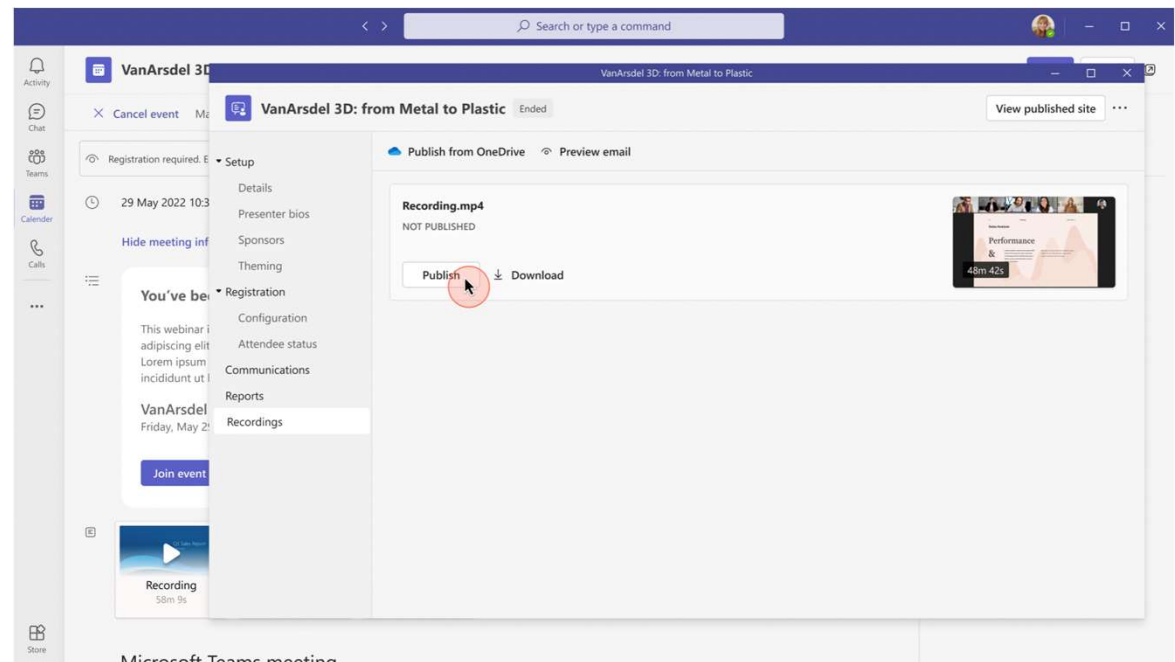 Search or type a command
Activity
Chat
Teams
Calender
Calls
Store
VanArsdel 3D
Cancel event Ma
Registration required. E
29 May 2022 10:3
Hide meeting inf
You've be
This webinar i
adipiscing elit
Lorem ipsum
incididunt ut l
VanArsdel
Friday, May 2
Join event
Recording
58m 9s
Microsoft Teams meeting
VanArsdel 3D: from Metal to Plastic
VanArsdel 3D: from Metal to Plastic Ended
View published site
Setup
Details
Presenter bios
Sponsors
Theming
Registration
Configuration
Attendee status
Communications
Reports
Recordings
Publish from OneDrive Preview email
Recording.mp4
NOT PUBLISHED
Publish Download
Performance
&
48m 42s